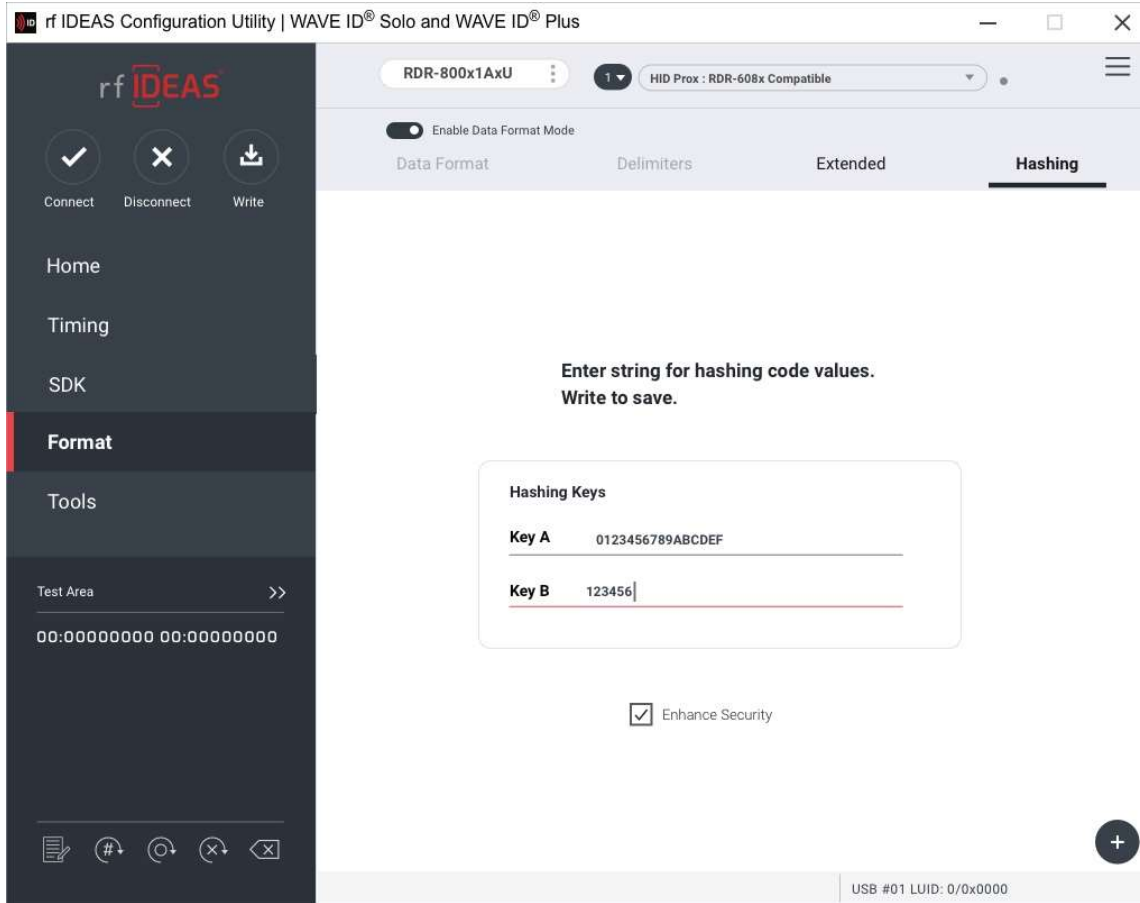 rf IDEAS Configuration Utility | WAVE ID® Solo and WAVE ID® Plus
rf IDEAS
Connect Disconnect Write
Home
Timing
SDK
Format
Tools
Test Area >>
00:00000000 00:00000000
RDR-800x1AxU
1
HID Prox : RDR-608x Compatible
Enable Data Format Mode
Data Format Delimiters Extended Hashing
Enter string for hashing code values.
Write to save.
Hashing Keys
Key A 0123456789ABCDEF
Key B 123456
Enhance Security
USB #01 LUID: 0/0x0000